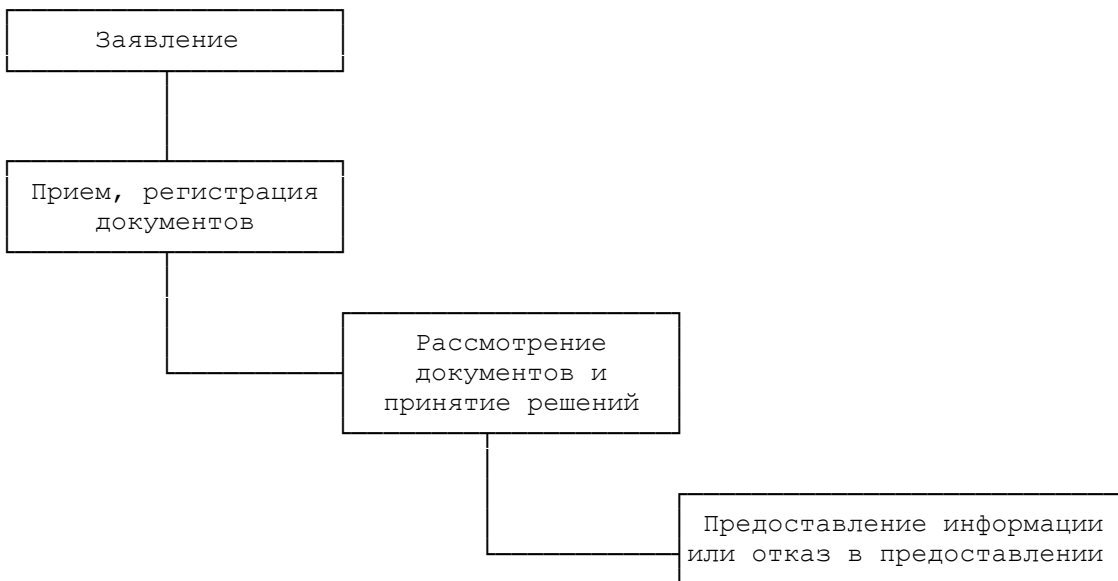 Заявление
Прием, регистрация
документов
Рассмотрение
документов и
принятие решений
Предоставление информации
или отказ в предоставлении